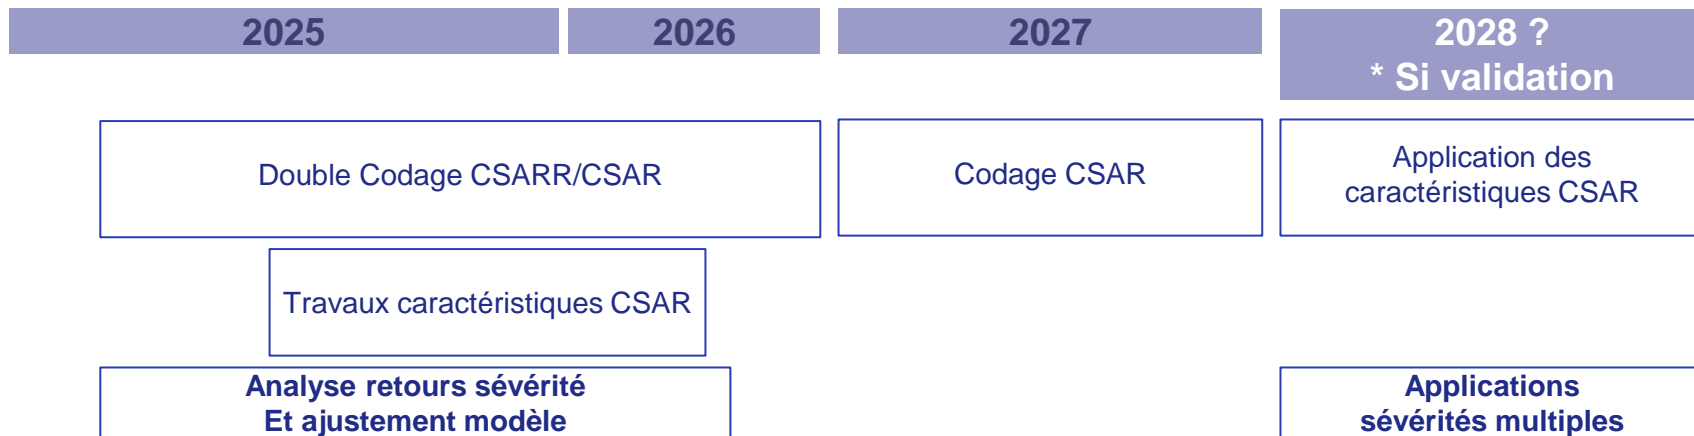 2025
2026
2027
2028 ?
* Si validation
Double Codage CSARR/CSAR
Codage CSAR
Application des
caractéristiques CSAR
Travaux caractéristiques CSAR
Analyse retours sévérité
Et ajustement modèle
Applications
sévérités multiples